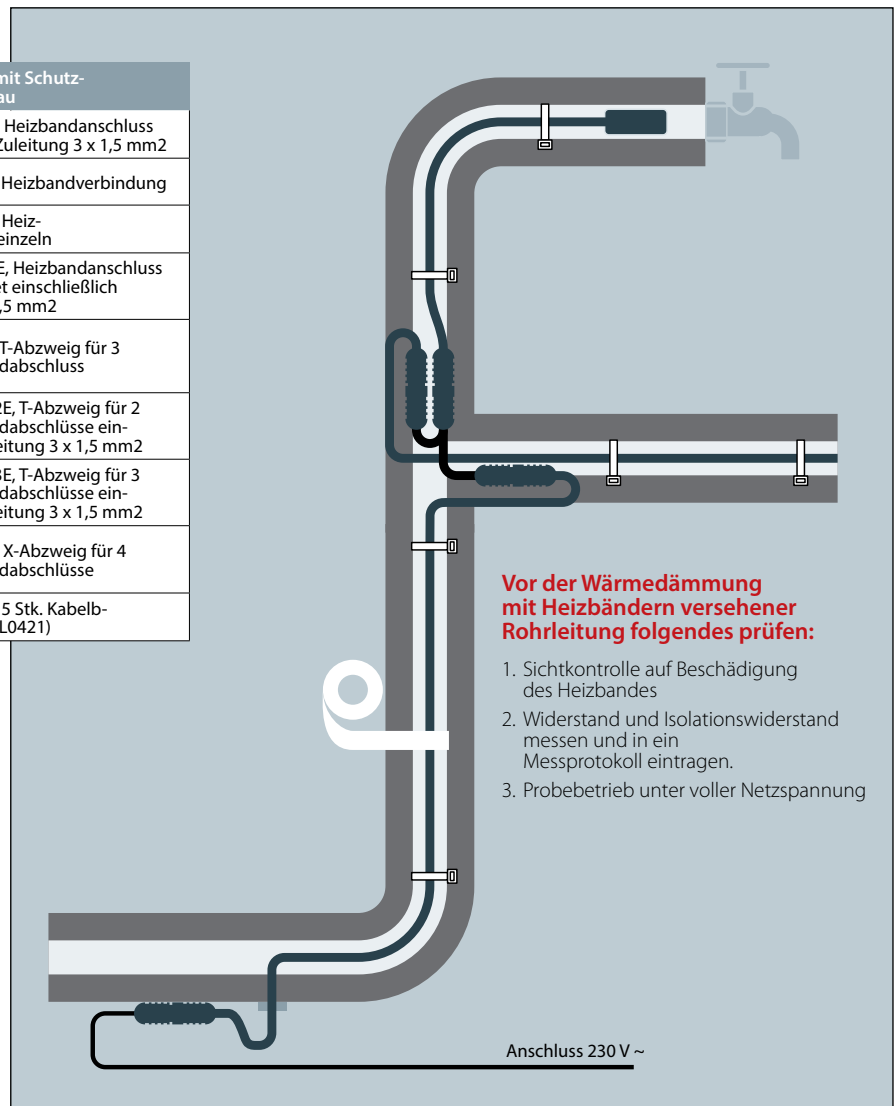 mit Schutz-
au
Heizbandanschluss
Zuleitung 3 x 1,5 mm2
Heizbandverbindung
Heiz-
einzeln
E, Heizbandanschluss
et einschließlich
,5 mm2
T-Abzweig für 3
dabschluss
2E, T-Abzweig für 2
dabschlüsse ein-
eitung 3 x 1,5 mm2
3E, T-Abzweig für 3
dabschlüsse ein-
eitung 3 x 1,5 mm2
X-Abzweig für 4
dabschlüsse
5 Stk. Kabelb-
L0421)
Vor der Wärmedämmung
mit Heizbändern versehener
Rohrleitung folgendes prüfen:
1. Sichtkontrolle auf Beschädigung
des Heizbandes
2. Widerstand und Isolationswiderstand
messen und in ein
Messprotokoll eintragen.
3. Probebetrieb unter voller Netzspannung
Anschluss 230 V ~